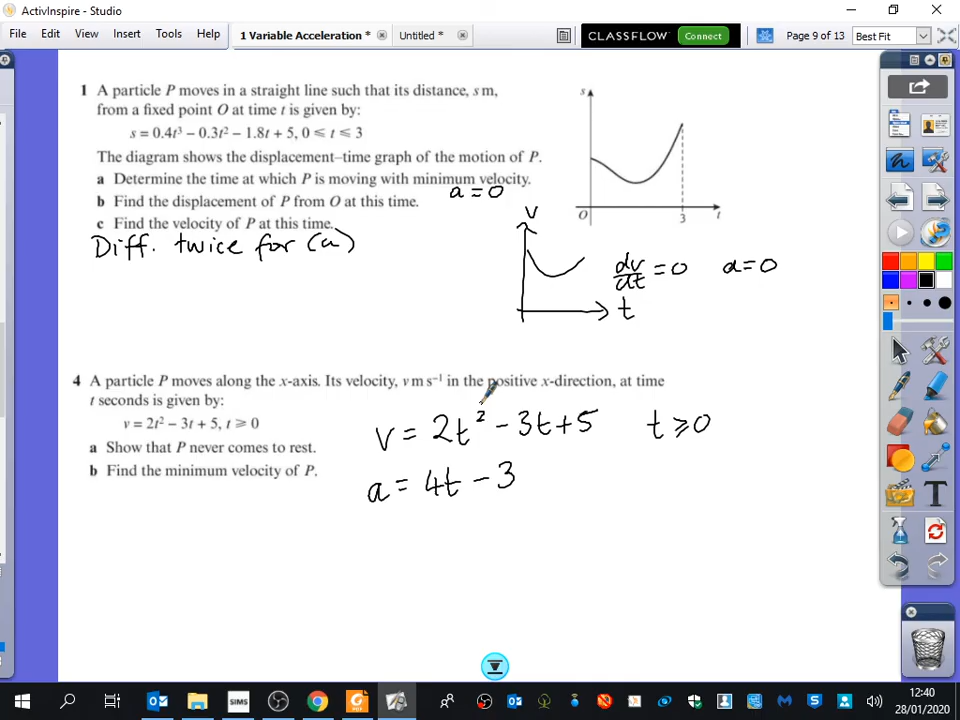 ActivInspire - Studio
File Edit View Insert Tools Help
1 Variable Acceleration * Untitled * CLASSFLOW Connect Page 9 of 13 Best Fit
1 A particle P moves in a straight line such that its distance, s m,
from a fixed point O at time t is given by:
s = 0.4t³ − 0.3t² − 1.8t + 5, 0 ⩽ t ⩽ 3
The diagram shows the displacement–time graph of the motion of P.
a Determine the time at which P is moving with minimum velocity.
a = 0
b Find the displacement of P from O at this time.
c Find the velocity of P at this time.
Diff. twice for (a)
s
O 3 t
v
t
dv/dt = 0 a = 0
4 A particle P moves along the x-axis. Its velocity, v m s⁻¹ in the positive x-direction, at time
t seconds is given by:
v = 2t² − 3t + 5, t ⩾ 0
a Show that P never comes to rest.
b Find the minimum velocity of P.
v = 2t² − 3t + 5 t ⩾ 0
a = 4t − 3
SIMS
PDF
12:40
28/01/2020